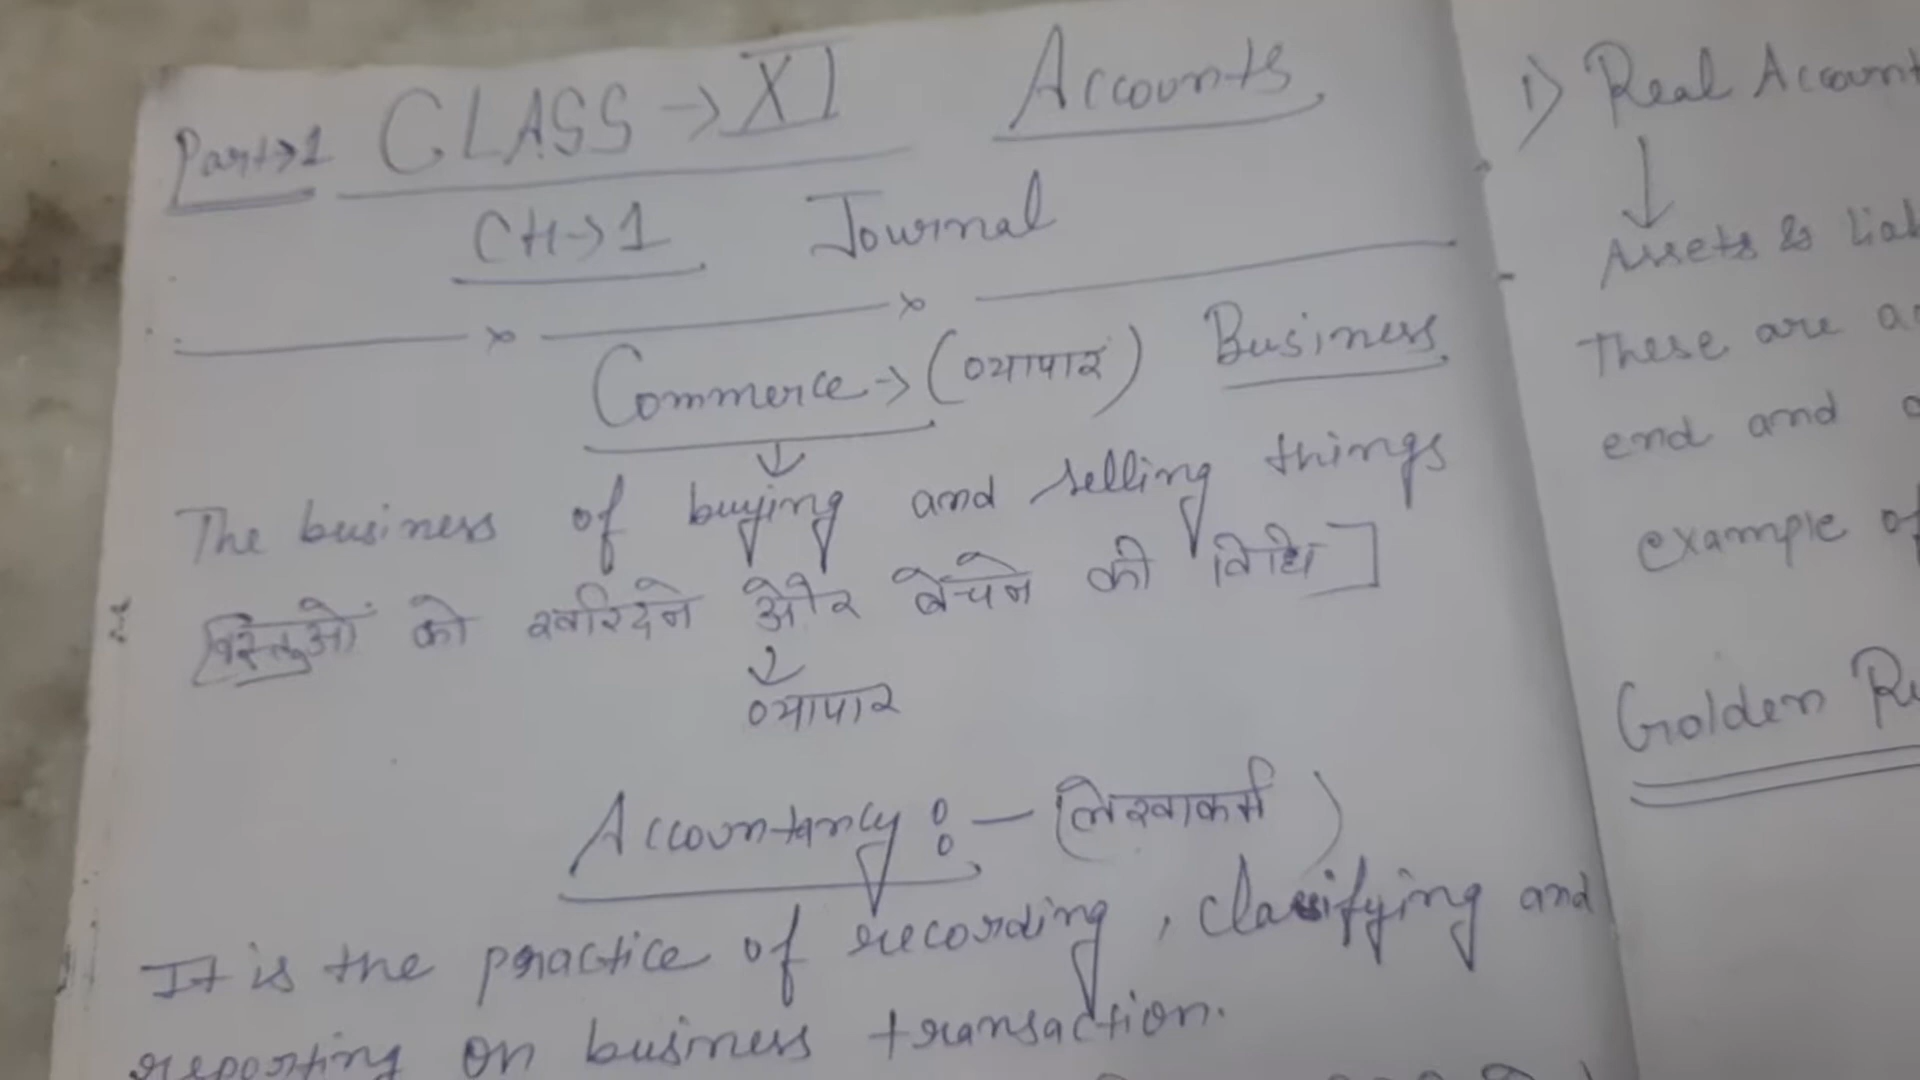 Part→1 CLASS → XI Accounts
CH→1 Journal
Commerce → (व्यापार) Business
The business of buying and selling things
[वस्तुओं को खरिदने और बेचने की विधि]
व्यापार
Accountancy :- (लेखाकर्म)
It is the practice of recording, classifying and
reporting on business transaction.
1) Real Account
Assets &
These are
end and
example of
Golden